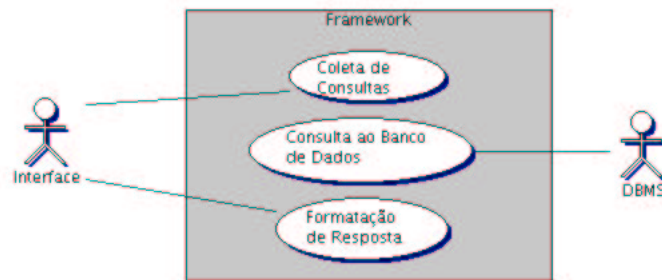 Framework
Coleta de
Consultas
Consulta ao Banco
de Dados
Interface
DBMS
Formatação
de Resposta